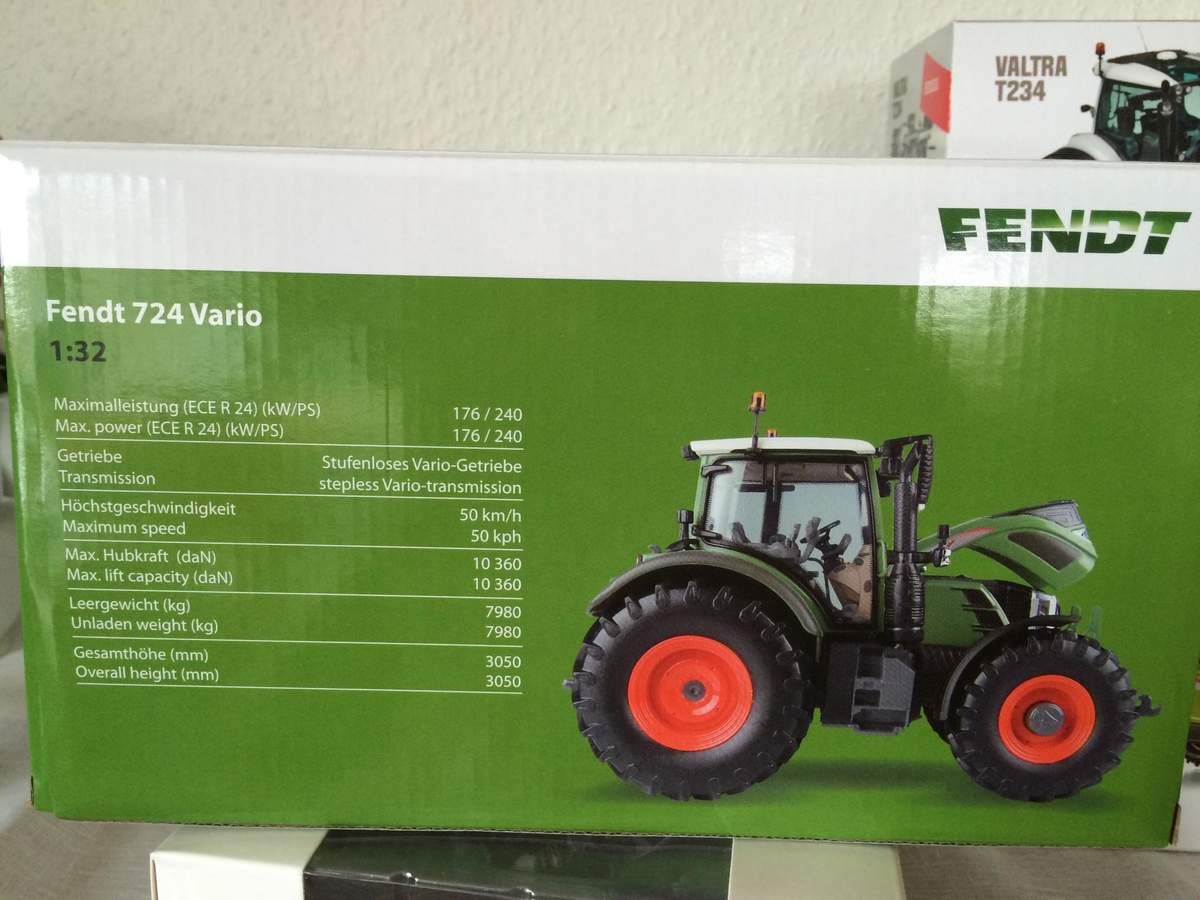 VALTRA
T234
FENDT
Fendt 724 Vario
1:32
Maximalleistung (ECE R 24) (kW/PS) 176 / 240
Max. power (ECE R 24) (kW/PS) 176 / 240
Getriebe Stufenloses Vario-Getriebe
Transmission stepless Vario-transmission
Höchstgeschwindigkeit 50 km/h
Maximum speed 50 kph
Max. Hubkraft (daN) 10 360
Max. lift capacity (daN) 10 360
Leergewicht (kg) 7980
Unladen weight (kg) 7980
Gesamthöhe (mm) 3050
Overall height (mm) 3050